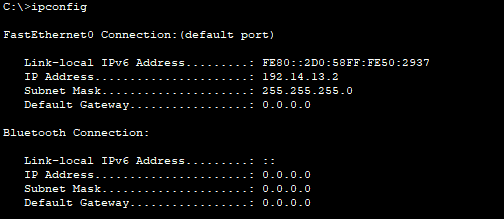 C:\>ipconfig
FastEthernet0 Connection:(default port)
Link-local IPv6 Address.........: FE80::2D0:58FF:FE50:2937
IP Address......................: 192.14.13.2
Subnet Mask.....................: 255.255.255.0
Default Gateway.................: 0.0.0.0
Bluetooth Connection:
Link-local IPv6 Address.........: ::
IP Address......................: 0.0.0.0
Subnet Mask.....................: 0.0.0.0
Default Gateway.................: 0.0.0.0